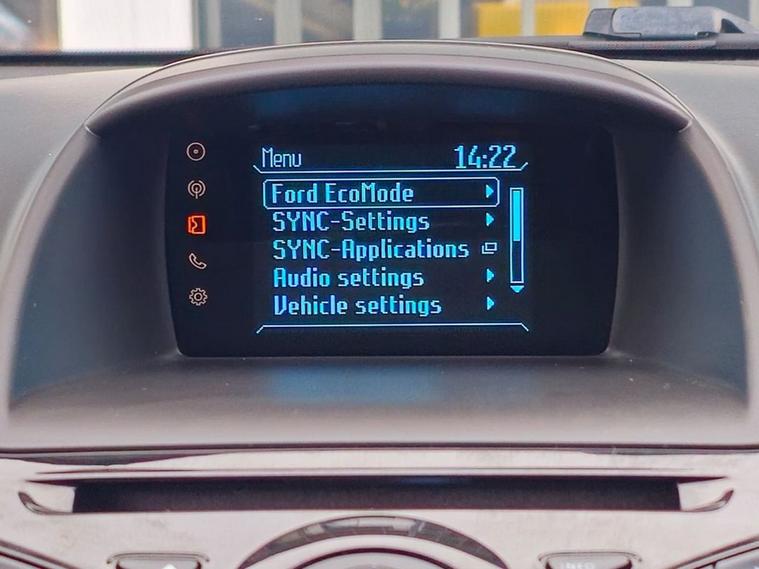 Menu 14:22
Ford EcoMode
SYNC-Settings
SYNC-Applications
Audio settings
Vehicle settings